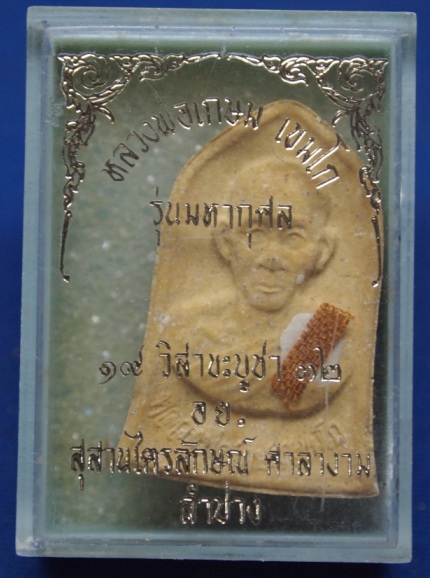 หลวงพ่อเกษม เขมโก
รุ่นมหากุศล
๑๙ วิสาขะบูชา ๓๒
อ ย.
สุสานไตรลักษณ์ ศาลางาม
ลำปาง